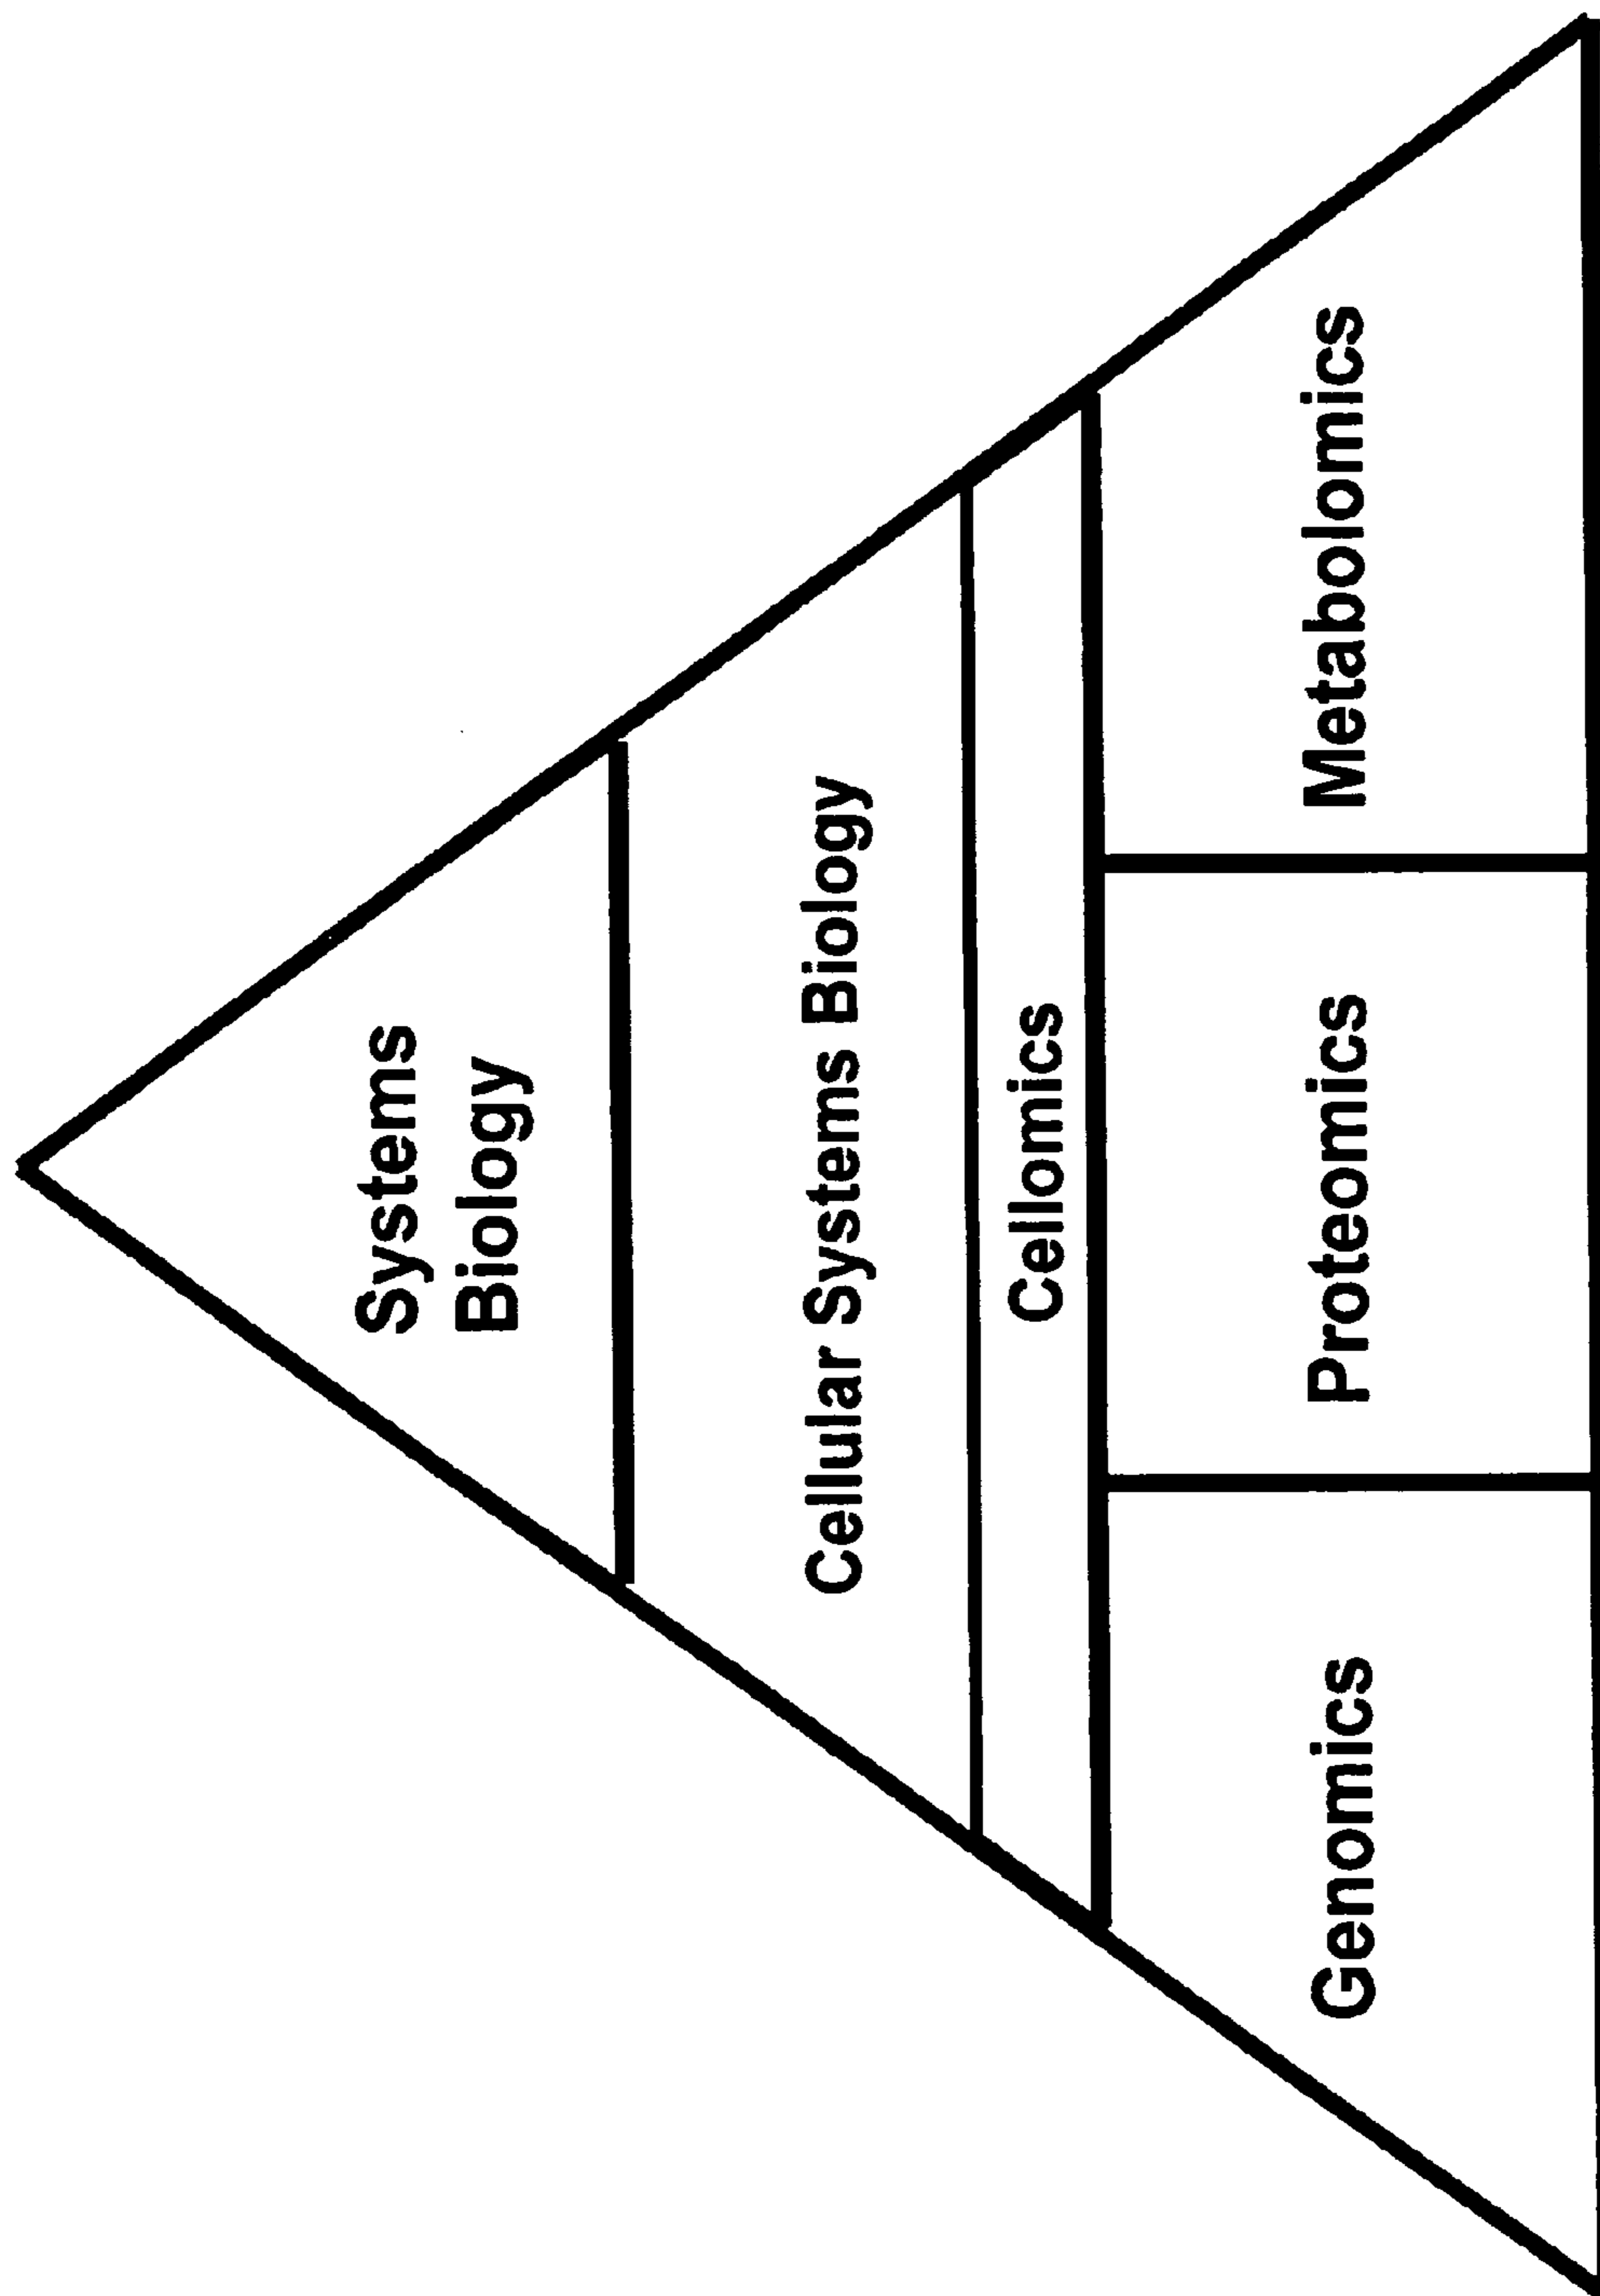 Systems
Biology
Cellular Systems Biology
Cellomics
Genomics
Proteomics
Metabolomics